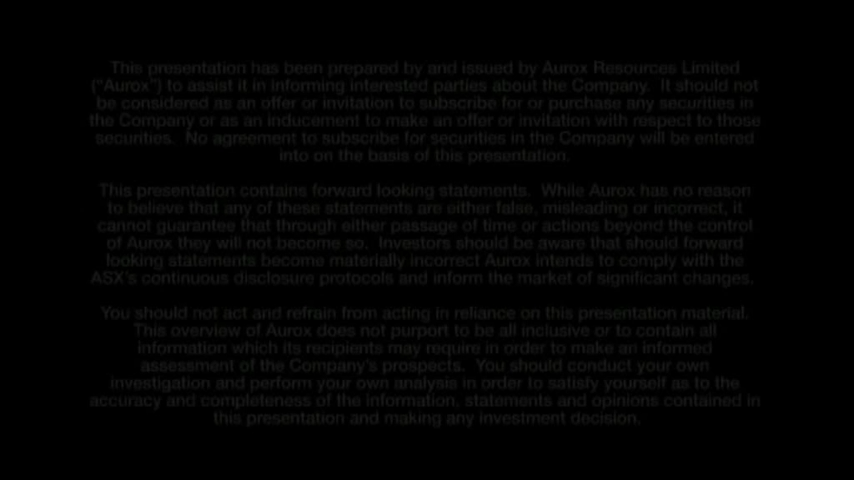 This presentation has been prepared by and issued by Aurox Resources Limited
("Aurox") to assist it in informing interested parties about the Company.  It should not
be considered as an offer or invitation to subscribe for or purchase any securities in
the Company or as an inducement to make an offer or invitation with respect to those
securities.  No agreement to subscribe for securities in the Company will be entered
into on the basis of this presentation.
This presentation contains forward looking statements.  While Aurox has no reason
to believe that any of these statements are either false, misleading or incorrect, it
cannot guarantee that through either passage of time or actions beyond the control
of Aurox they will not become so.  Investors should be aware that should forward
looking statements become materially incorrect Aurox intends to comply with the
ASX's continuous disclosure protocols and inform the market of significant changes.
You should not act and refrain from acting in reliance on this presentation material.
This overview of Aurox does not purport to be all inclusive or to contain all
information which its recipients may require in order to make an informed
assessment of the Company's prospects.  You should conduct your own
investigation and perform your own analysis in order to satisfy yourself as to the
accuracy and completeness of the information, statements and opinions contained in
this presentation and making any investment decision.